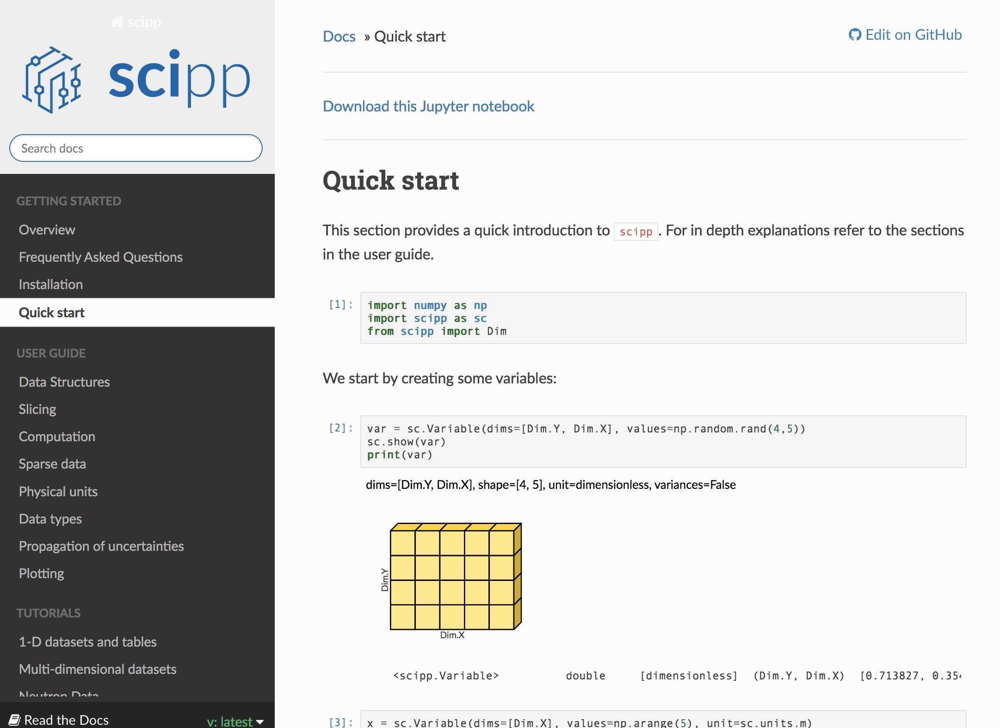 scipp
scipp
Search docs
GETTING STARTED
Overview
Frequently Asked Questions
Installation
Quick start
USER GUIDE
Data Structures
Slicing
Computation
Sparse data
Physical units
Data types
Propagation of uncertainties
Plotting
TUTORIALS
1-D datasets and tables
Multi-dimensional datasets
Neutron Data
Read the Docs
v: latest
Docs » Quick start
Edit on GitHub
Download this Jupyter notebook
Quick start
This section provides a quick introduction to scipp. For in depth explanations refer to the sections
in the user guide.
[1]: import numpy as np
import scipp as sc
from scipp import Dim
We start by creating some variables:
[2]: var = sc.Variable(dims=[Dim.Y, Dim.X], values=np.random.rand(4,5))
sc.show(var)
print(var)
dims=[Dim.Y, Dim.X], shape=[4, 5], unit=dimensionless, variances=False
Dim.Y
Dim.X
<scipp.Variable> double [dimensionless] (Dim.Y, Dim.X) [0.713827, 0.354
[3]: x = sc.Variable(dims=[Dim.X], values=np.arange(5), unit=sc.units.m)